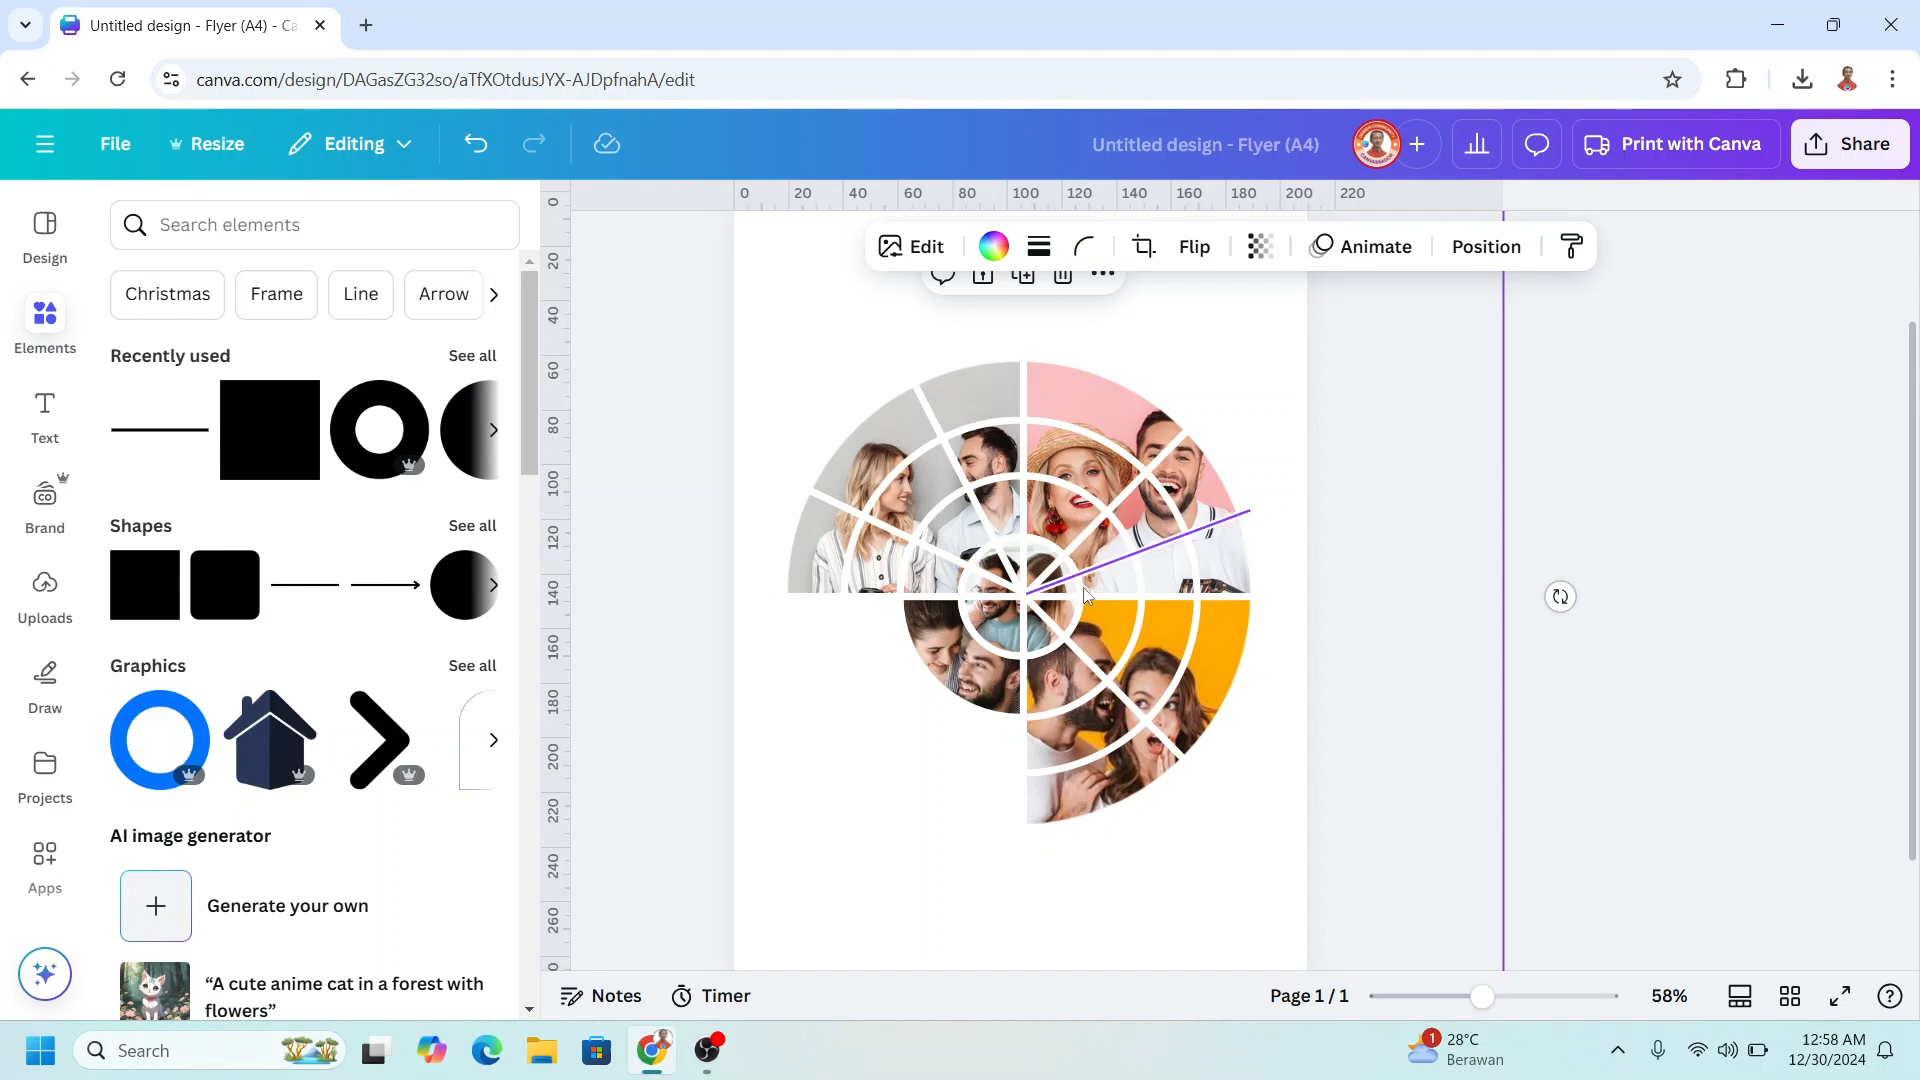 Untitled design - Flyer (A4) - Ca
canva.com/design/DAGasZG32so/aTfXOtdusJYX-AJDpfnahA/edit
File
Resize
Editing
Untitled design - Flyer (A4)
Print with Canva
Share
Design
Elements
Text
Brand
Uploads
Draw
Projects
Apps
Search elements
Christmas
Frame
Line
Arrow
Recently used
See all
Shapes
See all
Graphics
See all
AI image generator
Generate your own
“A cute anime cat in a forest with
flowers”
0 20 40 60 80 100 120 140 160 180 200 220
0
20
40
60
80
100
120
140
160
180
200
220
240
260
Edit
Flip
Animate
Position
Notes
Timer
Page 1 / 1
58%
Search
1
28°C
Berawan
12:58 AM
12/30/2024